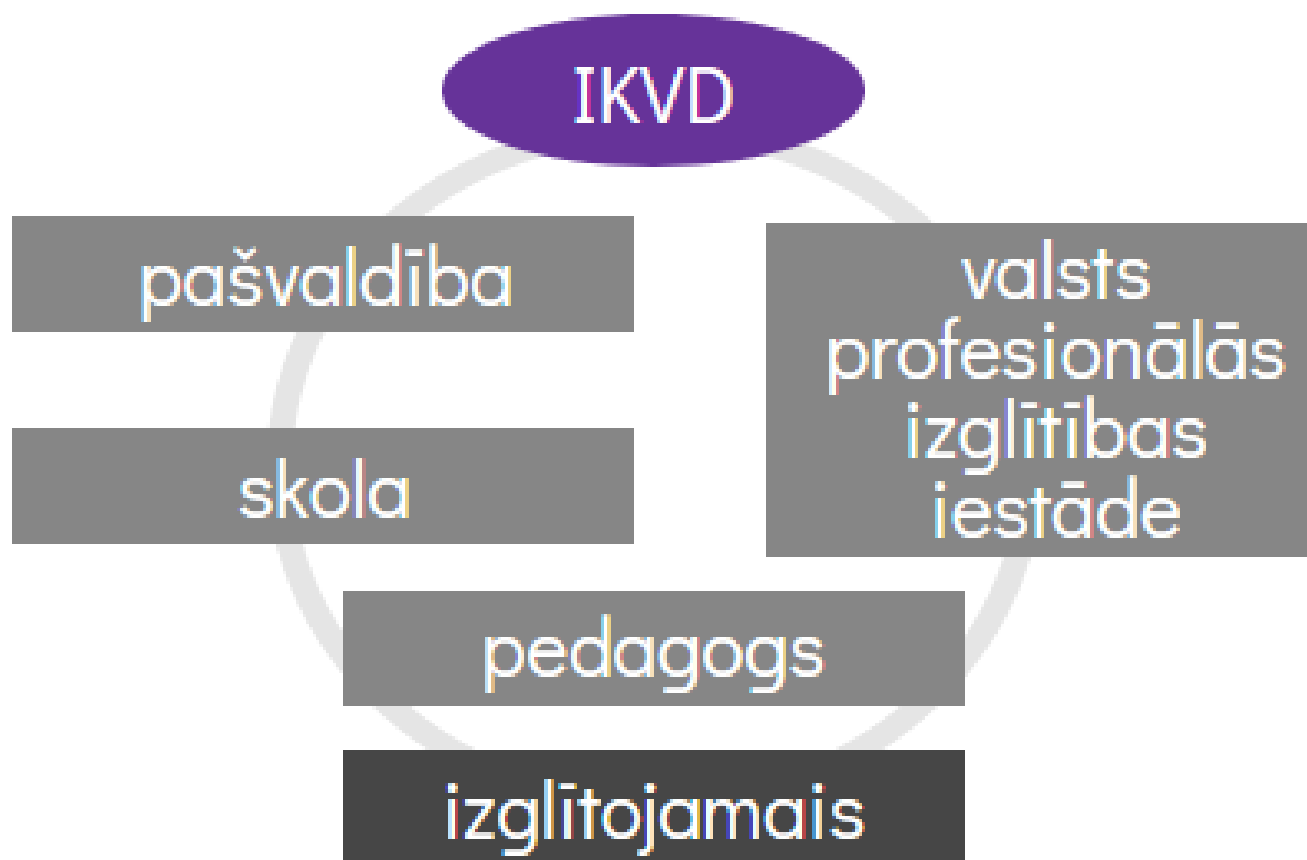 IKVD
pašvaldība
skola
valsts
profesionālās
izglītības
iestāde
pedagogs
izglītojamais